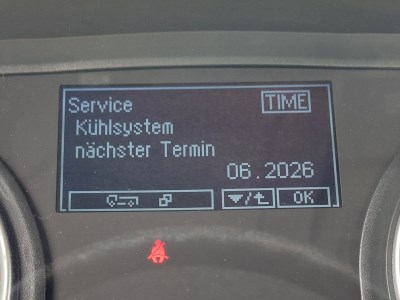 Service TIME
Kühlsystem
nächster Termin
06.2026
OK